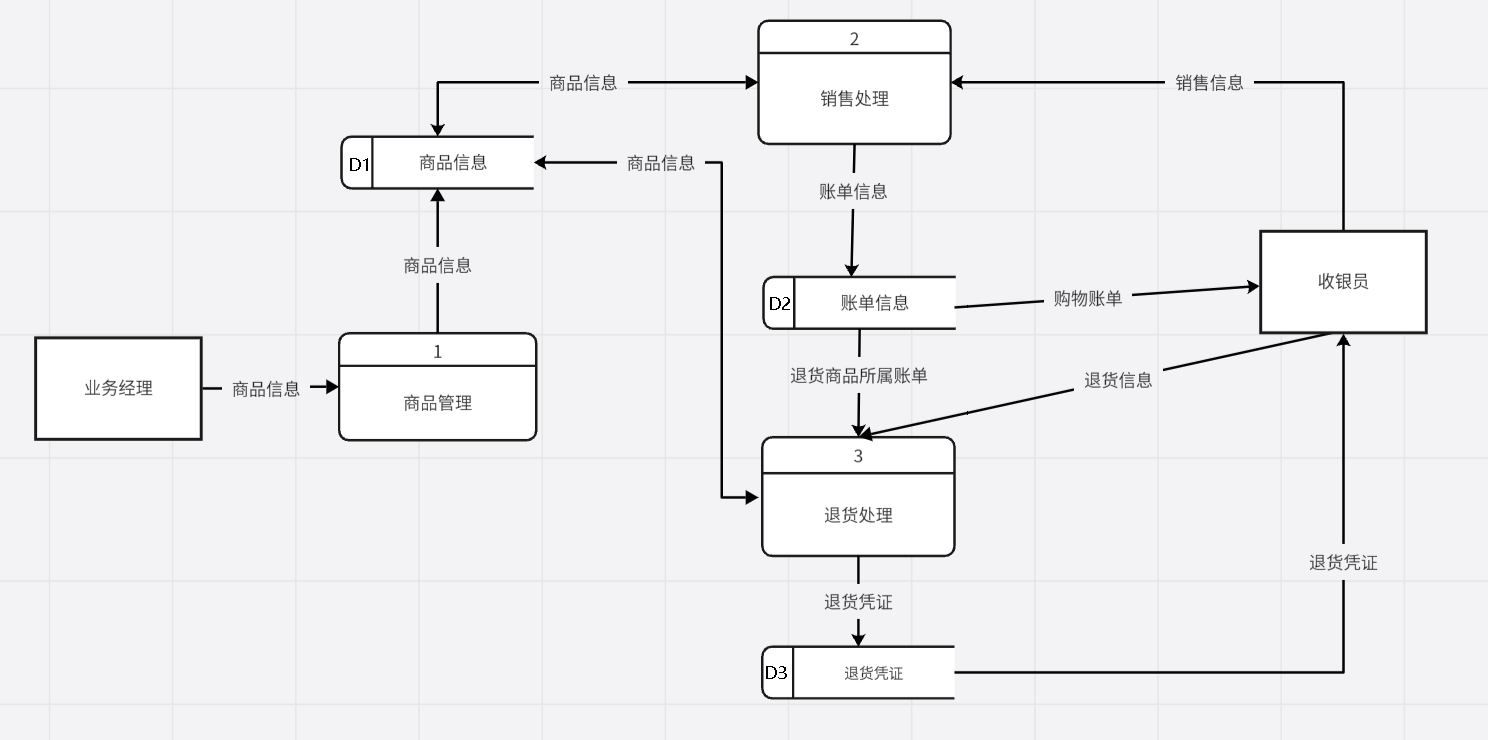 2
商品信息
销售处理
销售信息
D1
商品信息
商品信息
账单信息
商品信息
D2
账单信息
购物账单
收银员
业务经理
商品信息
1
商品管理
退货商品所属账单
退货信息
3
退货处理
退货凭证
退货凭证
D3
退货凭证